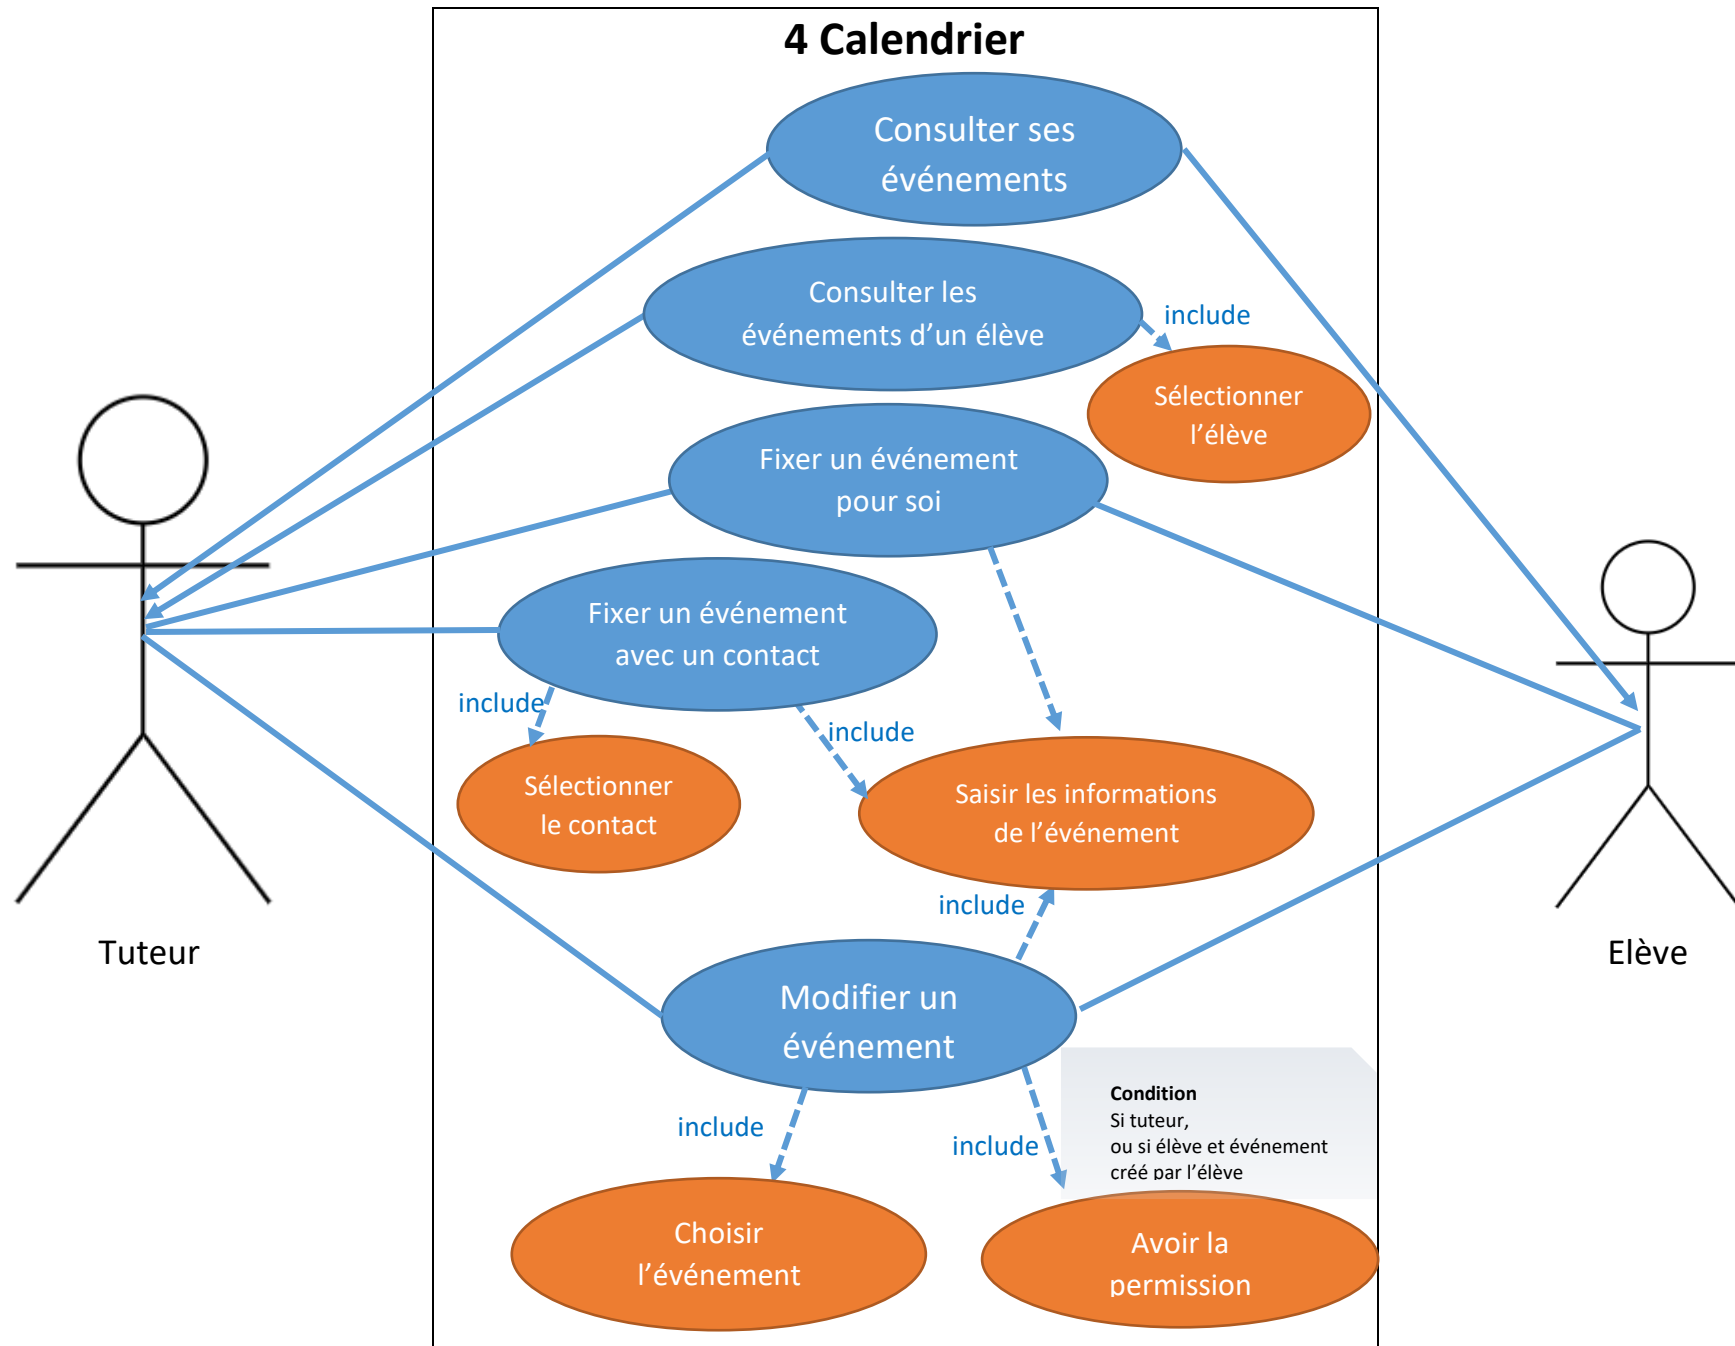 4 Calendrier
Consulter ses
événements
Consulter les
événements d’un élève
include
Sélectionner
l’élève
Fixer un événement
pour soi
Fixer un événement
avec un contact
include
include
Sélectionner
le contact
Saisir les informations
de l’événement
include
Tuteur
Elève
Modifier un
événement
Condition
Si tuteur,
ou si élève et événement
créé par l’élève
include
include
Choisir
l’événement
Avoir la
permission